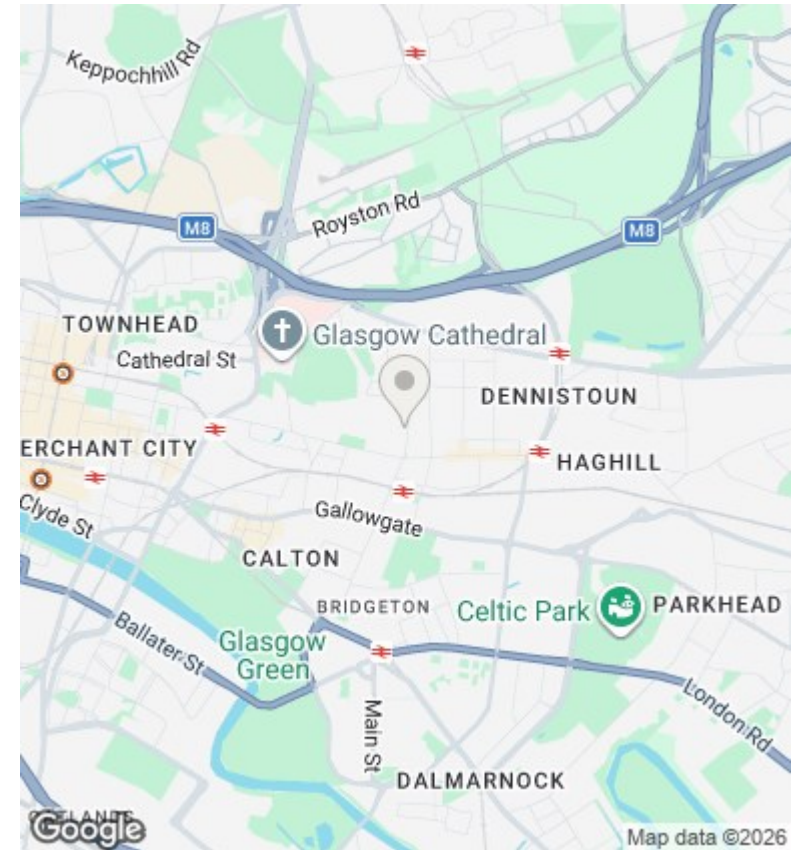 Keppochhill Rd
Royston Rd
M8
M8
TOWNHEAD
Glasgow Cathedral
Cathedral St
DENNISTOUN
ERCHANT CITY
HAGHILL
Clyde St
Gallowgate
CALTON
BRIDGETON
Celtic Park
PARKHEAD
Ballater St
Glasgow
Green
London Rd
Main St
DALMARNOCK
Google
Map data ©2026